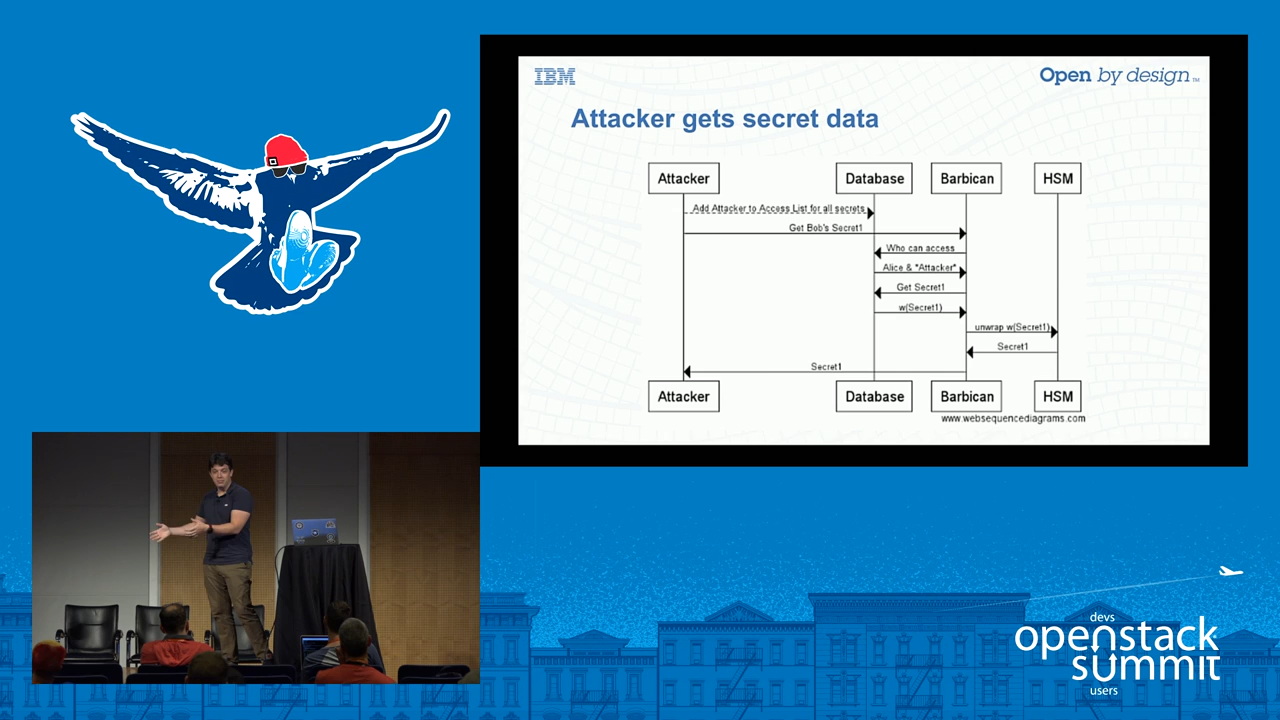 IBM
Open by design™
Attacker gets secret data
Attacker
Database
Barbican
HSM
Add Attacker to Access List for all secrets
Get Bob's Secret1
Who can access
Alice & "Attacker"
Get Secret1
w(Secret1)
unwrap w(Secret1)
Secret1
Secret1
Attacker
Database
Barbican
HSM
www.websequencediagrams.com
devs
openstack
summit
users